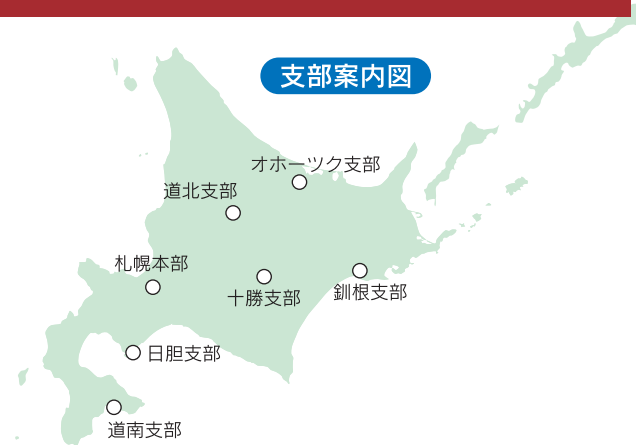 支部案内図
オホーツク支部
道北支部
札幌本部
十勝支部
釧根支部
日胆支部
道南支部